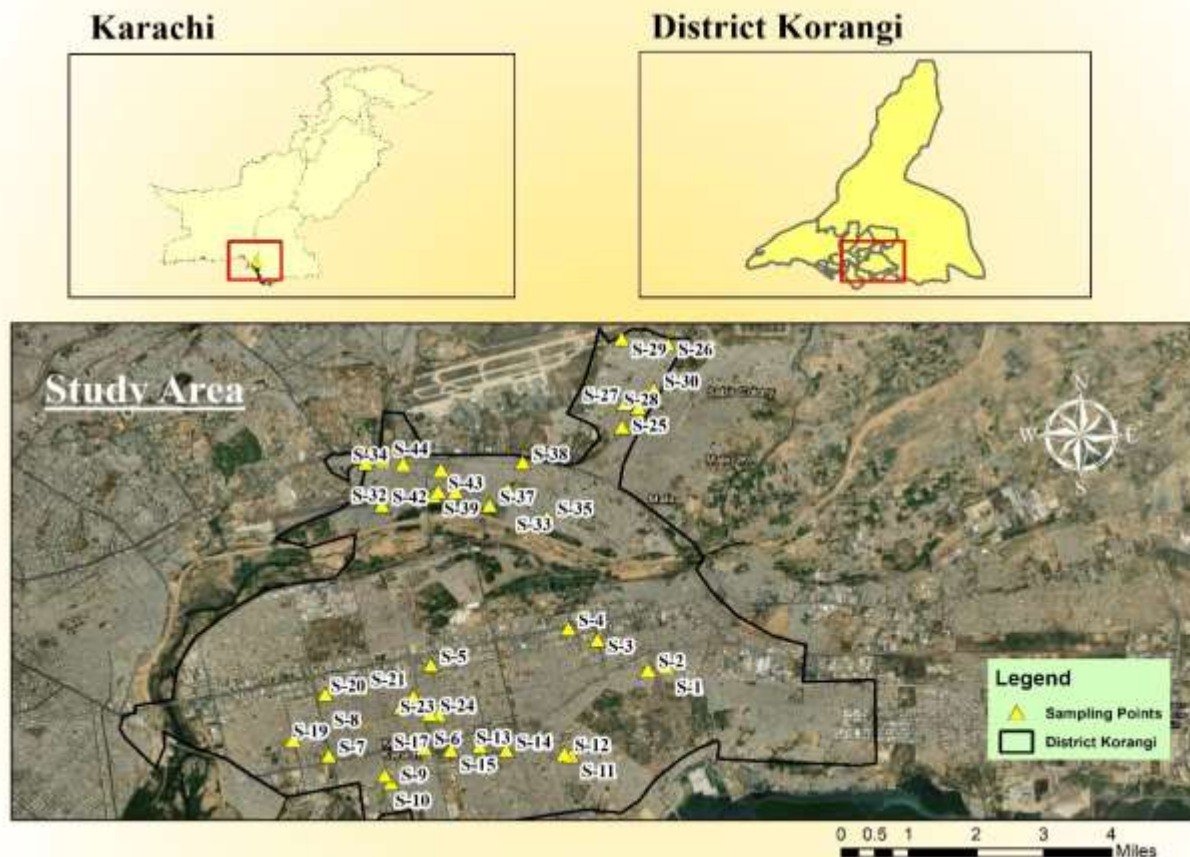 Karachi
District Korangi
Study Area
S-29
S-26
S-30
S-27
S-28
S-25
S-34
S-44
S-38
S-43
S-32
S-42
S-39
S-37
S-35
S-33
N
W
E
S
S-4
S-3
S-2
S-1
S-5
S-21
S-20
S-23
S-24
S-8
S-19
S-7
S-17
S-6
S-13
S-14
S-12
S-15
S-11
S-9
S-10
Legend
Sampling Points
District Korangi
0 0.5 1 2 3 4
Miles